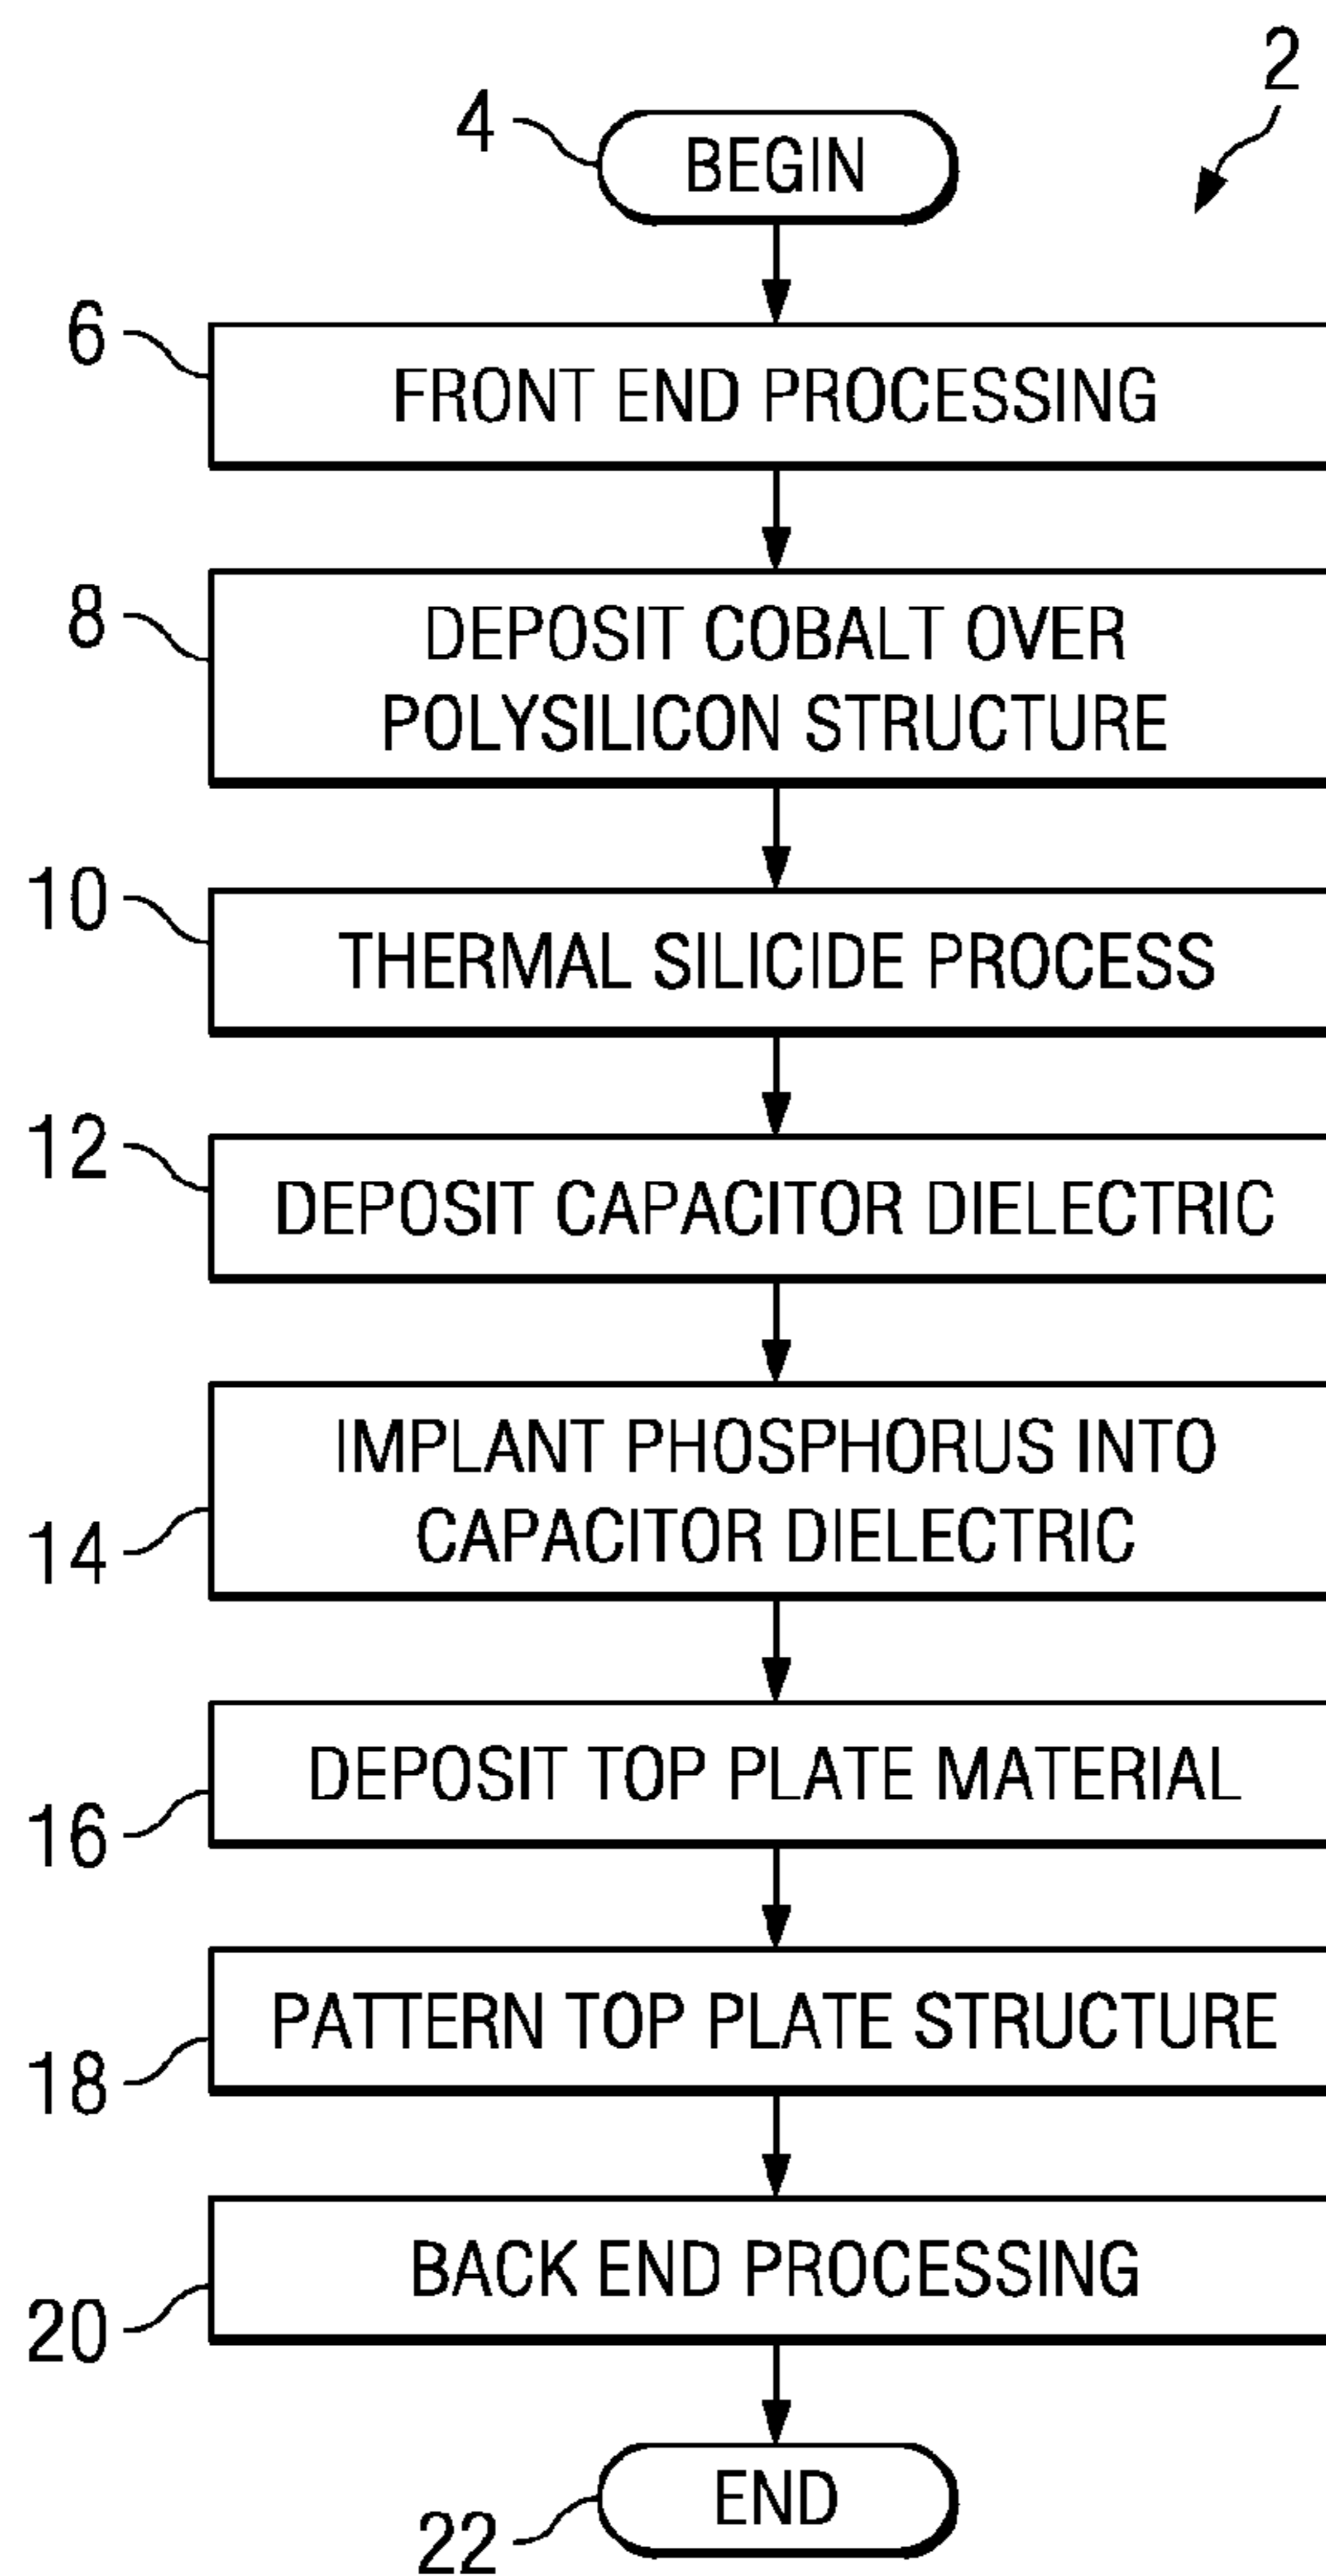 2
4
BEGIN
6
FRONT END PROCESSING
8
DEPOSIT COBALT OVER
POLYSILICON STRUCTURE
10
THERMAL SILICIDE PROCESS
12
DEPOSIT CAPACITOR DIELECTRIC
IMPLANT PHOSPHORUS INTO
CAPACITOR DIELECTRIC
14
DEPOSIT TOP PLATE MATERIAL
16
PATTERN TOP PLATE STRUCTURE
18
BACK END PROCESSING
20
END
22